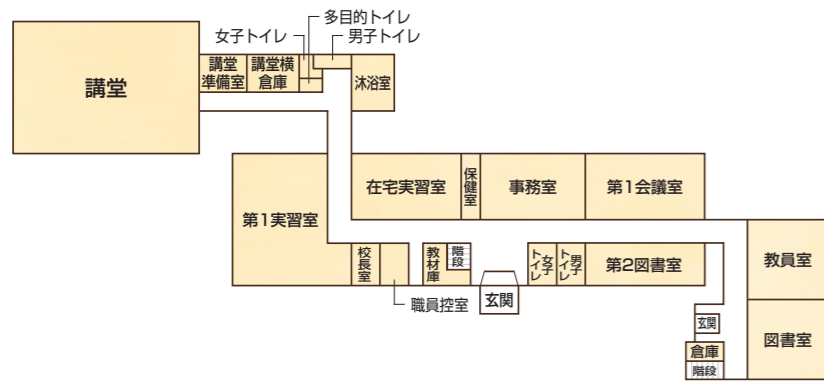 多目的トイレ
女子トイレ
男子トイレ
講堂
講堂
準備室
講堂横
倉庫
沐浴室
第1実習室
在宅実習室
保健室
事務室
第1会議室
校長室
職員控室
教材庫
階段
玄関
女子
トイレ
男子
トイレ
第2図書室
教員室
玄関
図書室
倉庫
階段